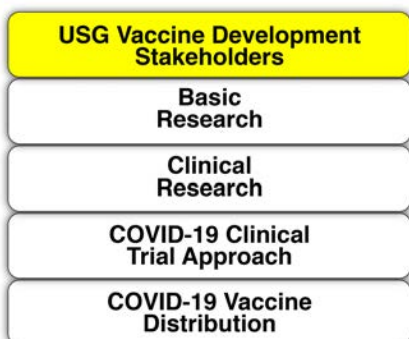 USG Vaccine Development
Stakeholders
Basic
Research
Clinical
Research
COVID-19 Clinical
Trial Approach
COVID-19 Vaccine
Distribution